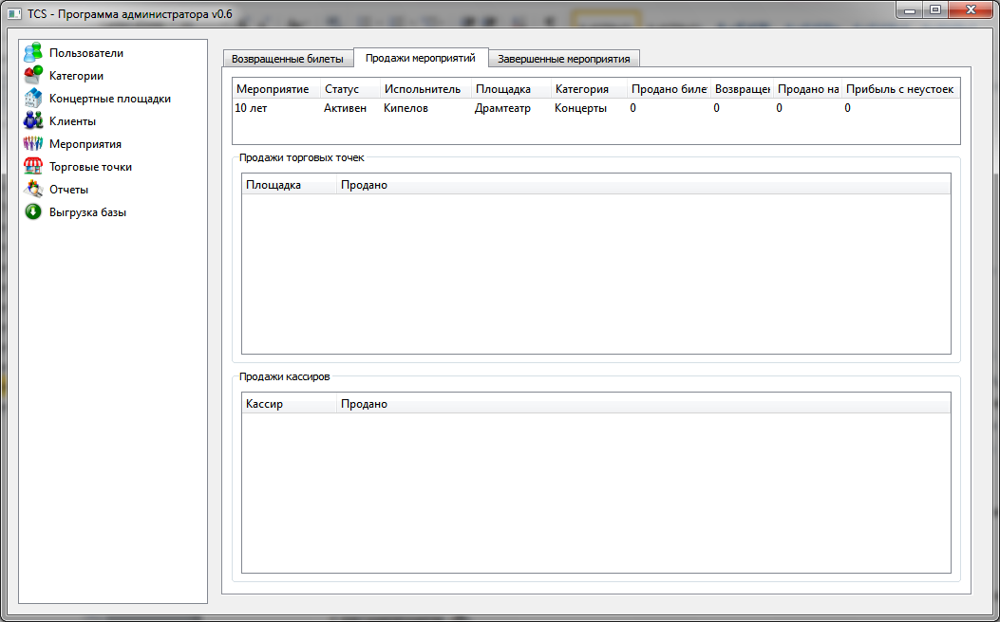 TCS - Программа администратора v0.6
Пользователи
Категории
Концертные площадки
Клиенты
Мероприятия
Торговые точки
Отчеты
Выгрузка базы
Возвращенные билеты Продажи мероприятий Завершенные мероприятия
Мероприятие Статус Испольнитель Площадка Категория Продано биле Возвращен Продано на Прибыль с неустоек
10 лет Активен Кипелов Драмтеатр Концерты 0 0 0 0
Продажи торговых точек
Площадка Продано
Продажи кассиров
Кассир Продано